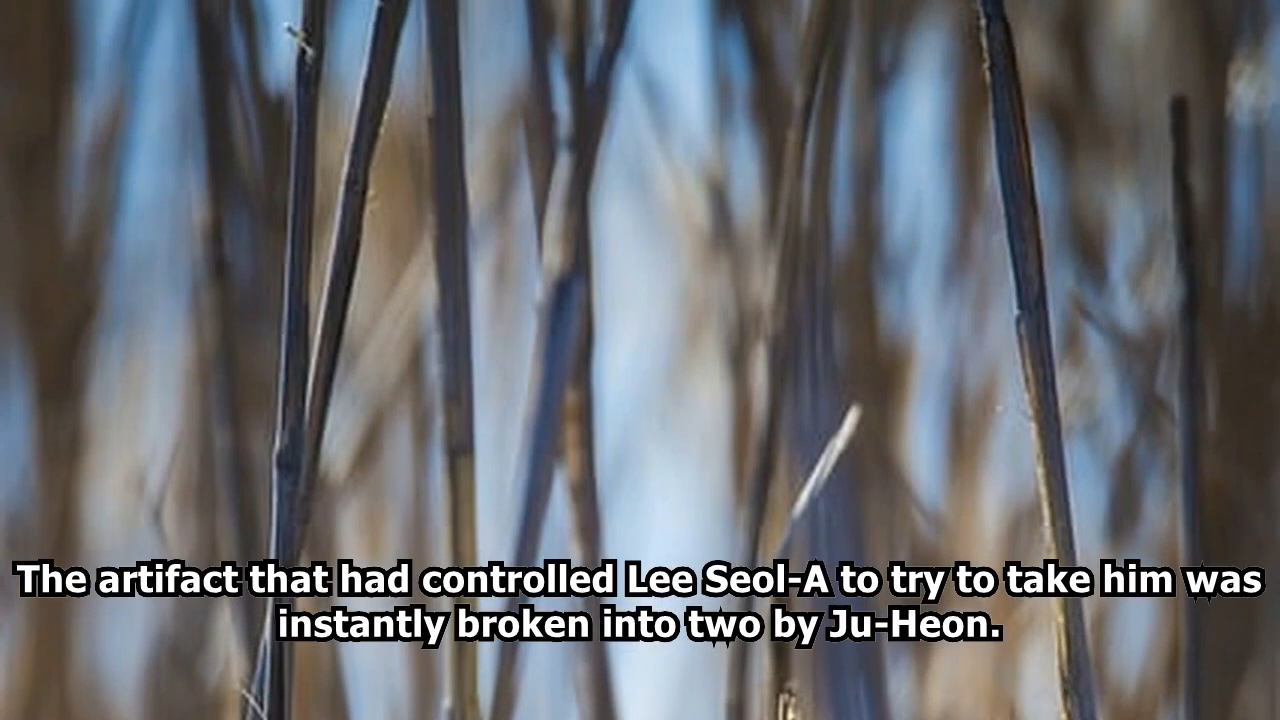 The artifact that had controlled Lee Seol-A to try to take him was
instantly broken into two by Ju-Heon.